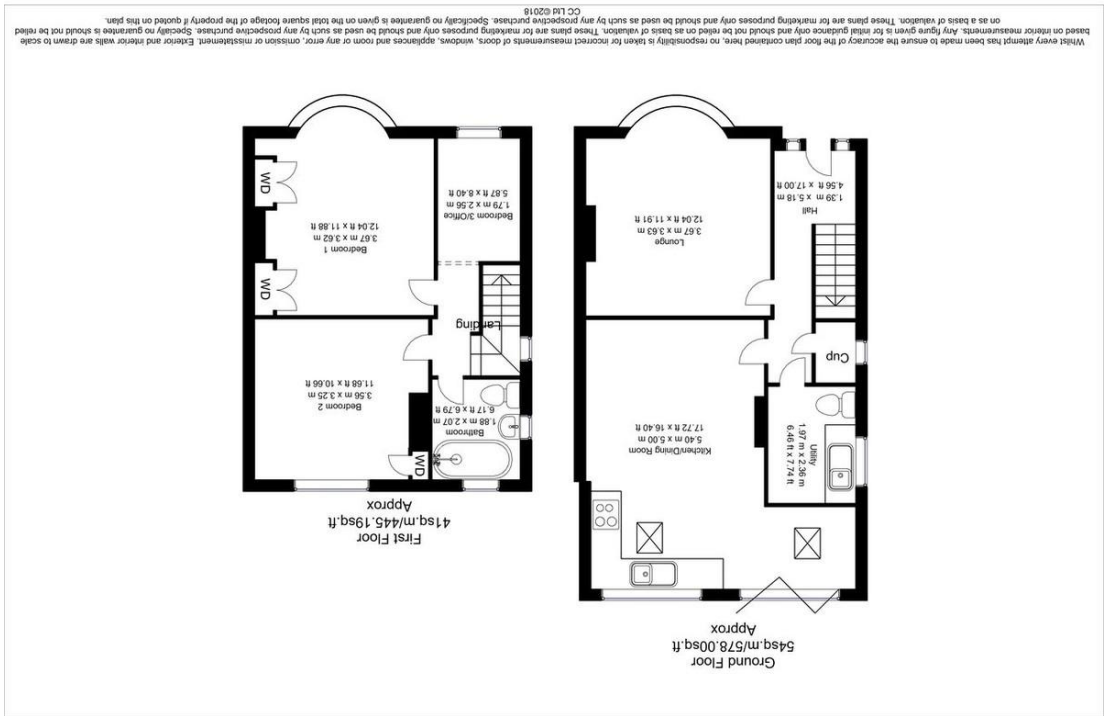 Ground Floor
54sq.m/578.00sq.ft
Approx
Utility
1.97 m x 2.36 m
6.46 ft x 7.74 ft
Kitchen/Dining Room
5.40 m x 5.00 m
17.72 ft x 16.40 ft
Cup
Hall
1.39 m x 5.18 m
4.56 ft x 17.00 ft
Lounge
3.67 m x 3.63 m
12.04 ft x 11.91 ft
First Floor
41sq.m/445.19sq.ft
Approx
WD
Bathroom
1.88 m x 2.07 m
6.17 ft x 6.79 ft
Bedroom 2
3.56 m x 3.25 m
11.68 ft x 10.66 ft
Landing
WD
Bedroom 1
3.67 m x 3.62 m
12.04 ft x 11.88 ft
Bedroom 3/Office
1.79 m x 2.56 m
5.87 ft x 8.40 ft
WD
Whilst every attempt has been made to ensure the accuracy of the floor plan contained here, no responsibility is taken for incorrect measurements of doors, windows, appliances and room or any error, omission or misstatement. Exterior and interior walls are drawn to scale
based on interior measurements. Any figure given is for initial guidance only and should not be relied on as basis of valuation. These plans are for marketing purposes only and should be used as such by any prospective purchase. Specially no guarantee is should not be relied
on as a basis of valuation. These plans are for marketing purposes only and should be used as such by any prospective purchase. Specifically no guarantee is given on the total square footage of the property if quoted on this plan.
CC Ltd ©2018